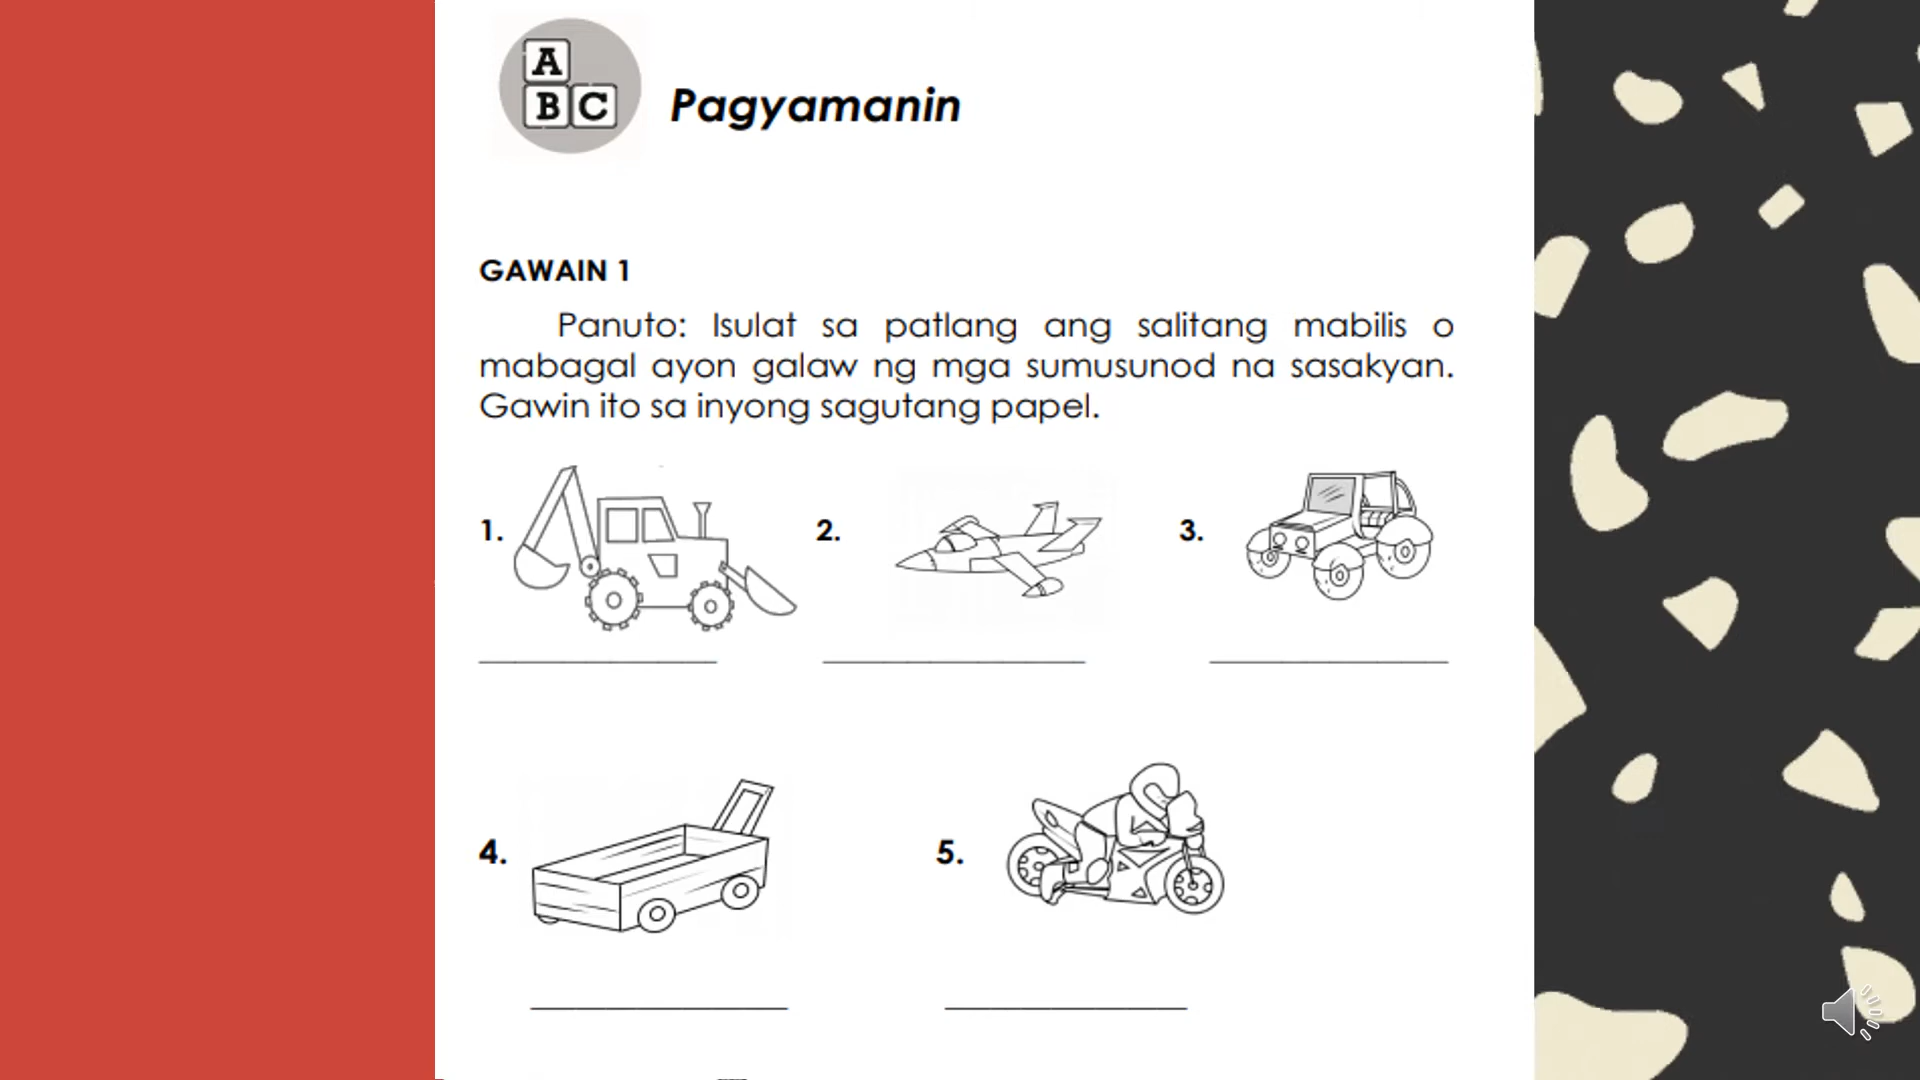 A
B C
Pagyamanin
GAWAIN 1
Panuto: Isulat sa patlang ang salitang mabilis o
mabagal ayon galaw ng mga sumusunod na sasakyan.
Gawin ito sa inyong sagutang papel.
1. 2. 3.
4. 5.